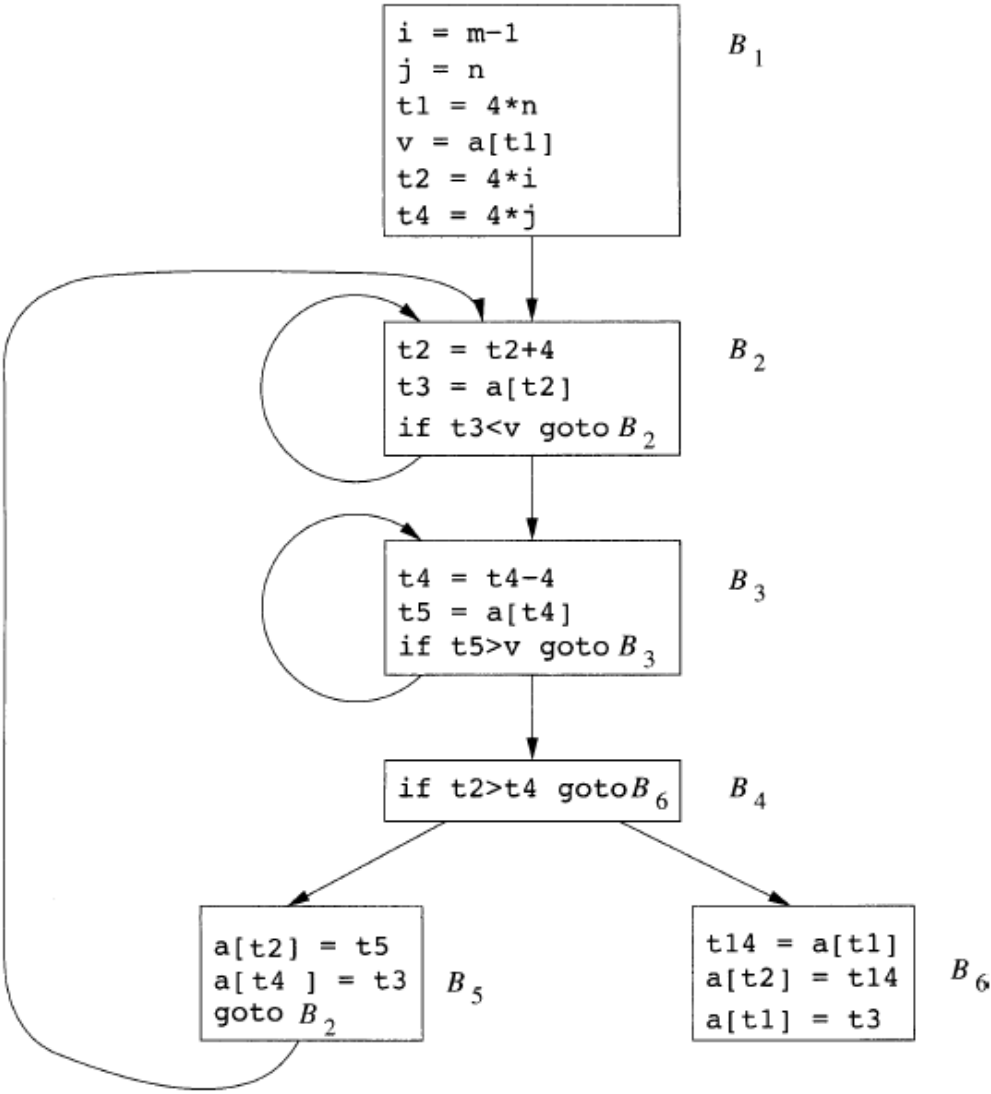 i = m-1
j = n
t1 = 4*n
v = a[t1]
t2 = 4*i
t4 = 4*j
B1
t2 = t2+4
t3 = a[t2]
if t3<v goto B2
B2
t4 = t4-4
t5 = a[t4]
if t5>v goto B3
B3
if t2>t4 goto B6
B4
a[t2] = t5
a[t4 ] = t3
goto B2
B5
t14 = a[t1]
a[t2] = t14
a[t1] = t3
B6